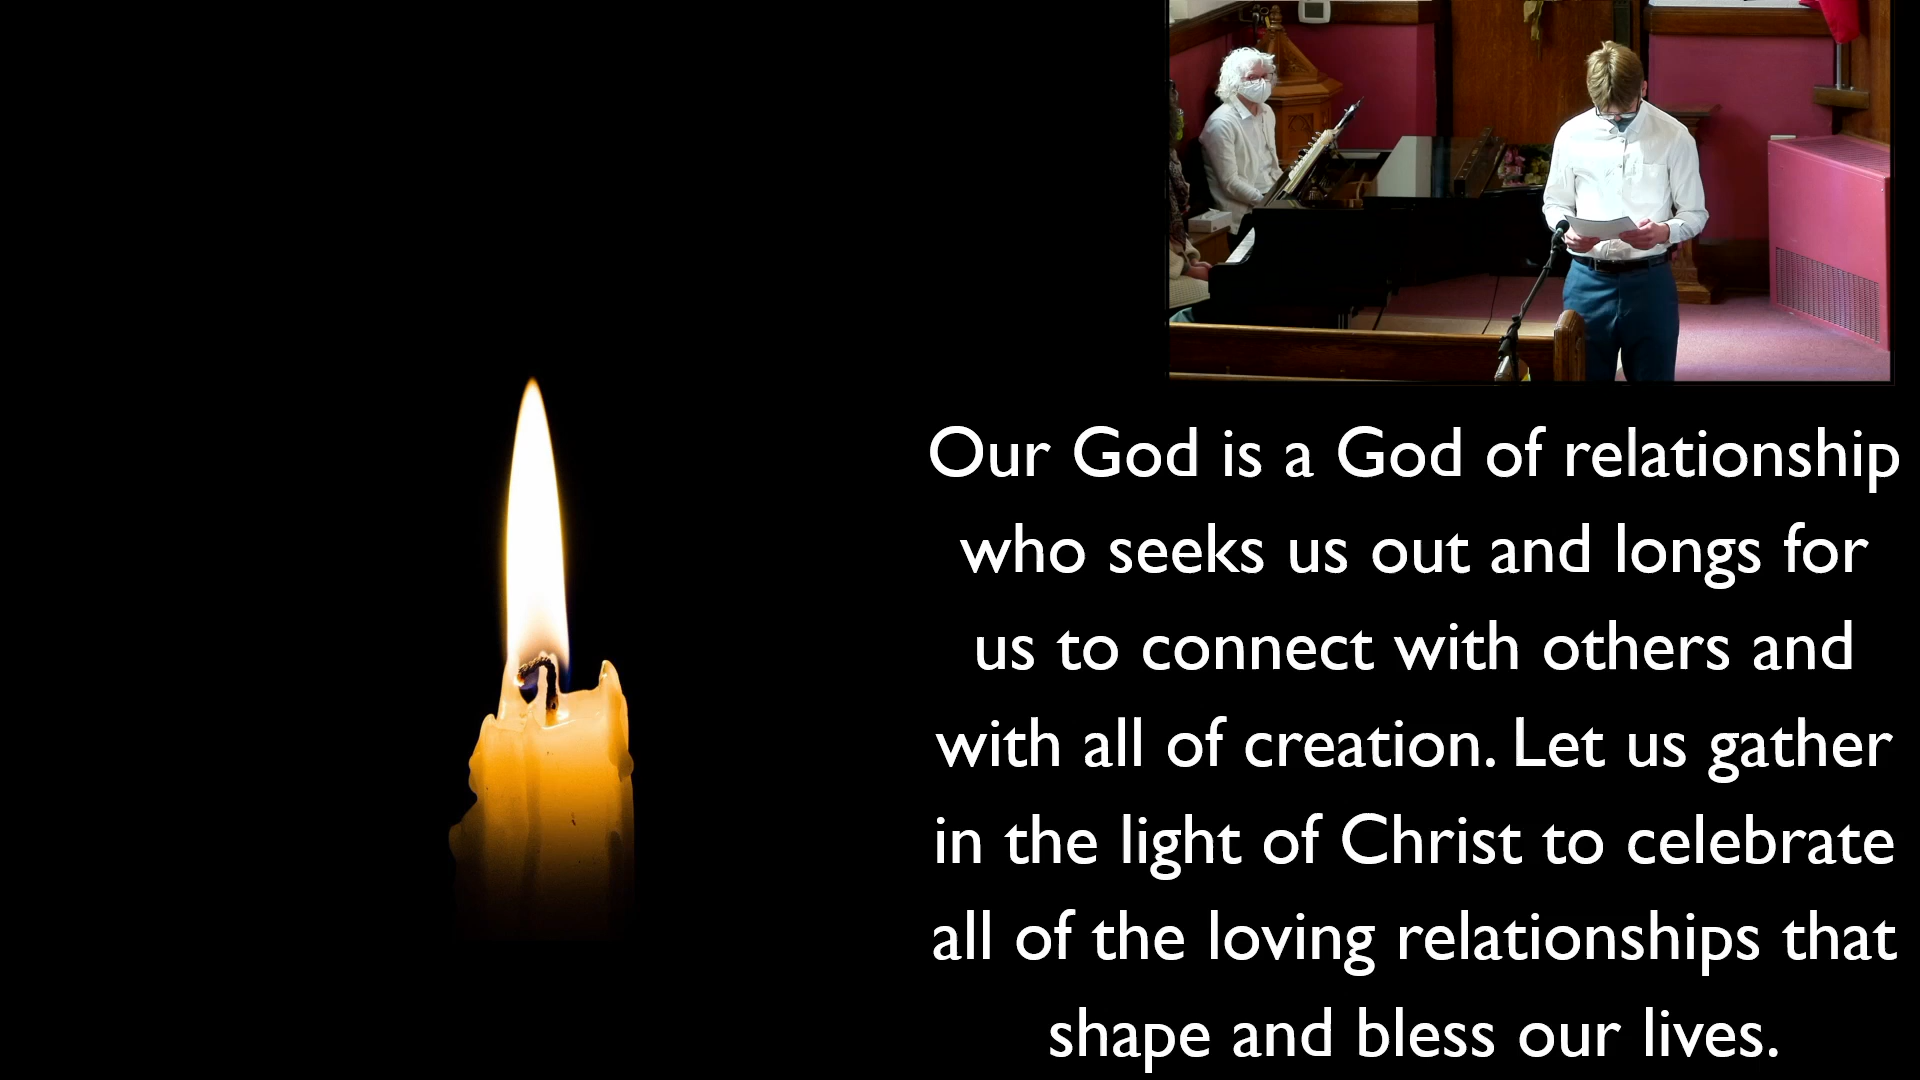 Our God is a God of relationship
who seeks us out and longs for
us to connect with others and
with all of creation. Let us gather
in the light of Christ to celebrate
all of the loving relationships that
shape and bless our lives.